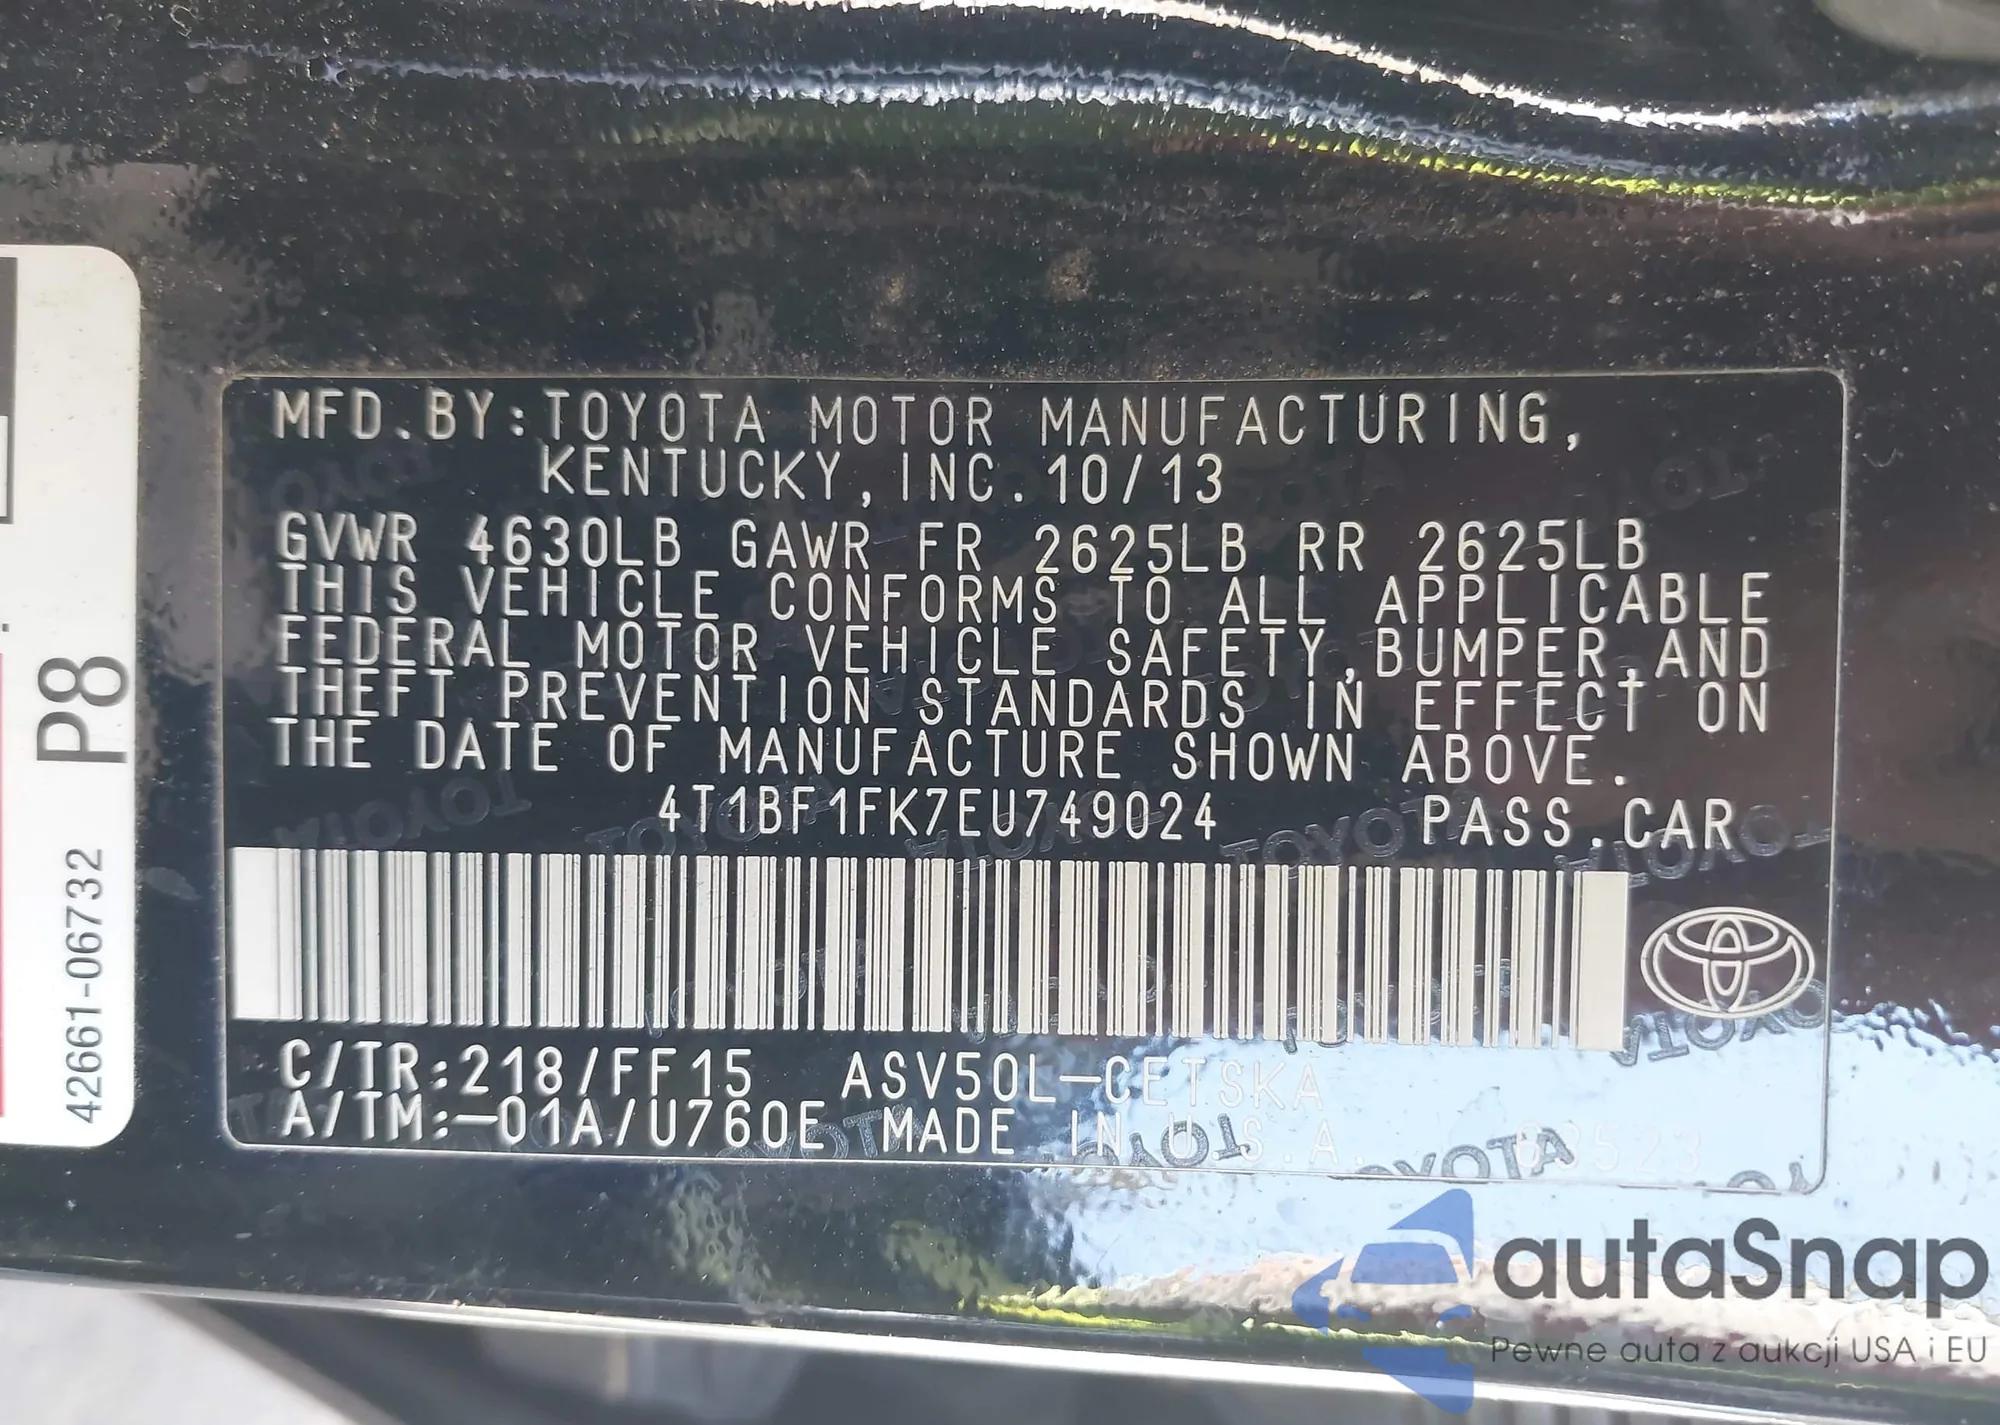 MFD.BY:TOYOTA MOTOR MANUFACTURING,
KENTUCKY,INC.10/13
GVWR 4630LB GAWR FR 2625LB RR 2625LB
THIS VEHICLE CONFORMS TO ALL APPLICABLE
FEDERAL MOTOR VEHICLE SAFETY,BUMPER,AND
THEFT PREVENTION STANDARDS IN EFFECT ON
THE DATE OF MANUFACTURE SHOWN ABOVE.
4T1BF1FK7EU749024 PASS.CAR
C/TR:218/FF15 ASV50L-CETSKA
A/TM:-01A/U760E MADE IN U.S.A.
P8
42661-06732
autaSnap
Pewne auta z aukcji USA i EU